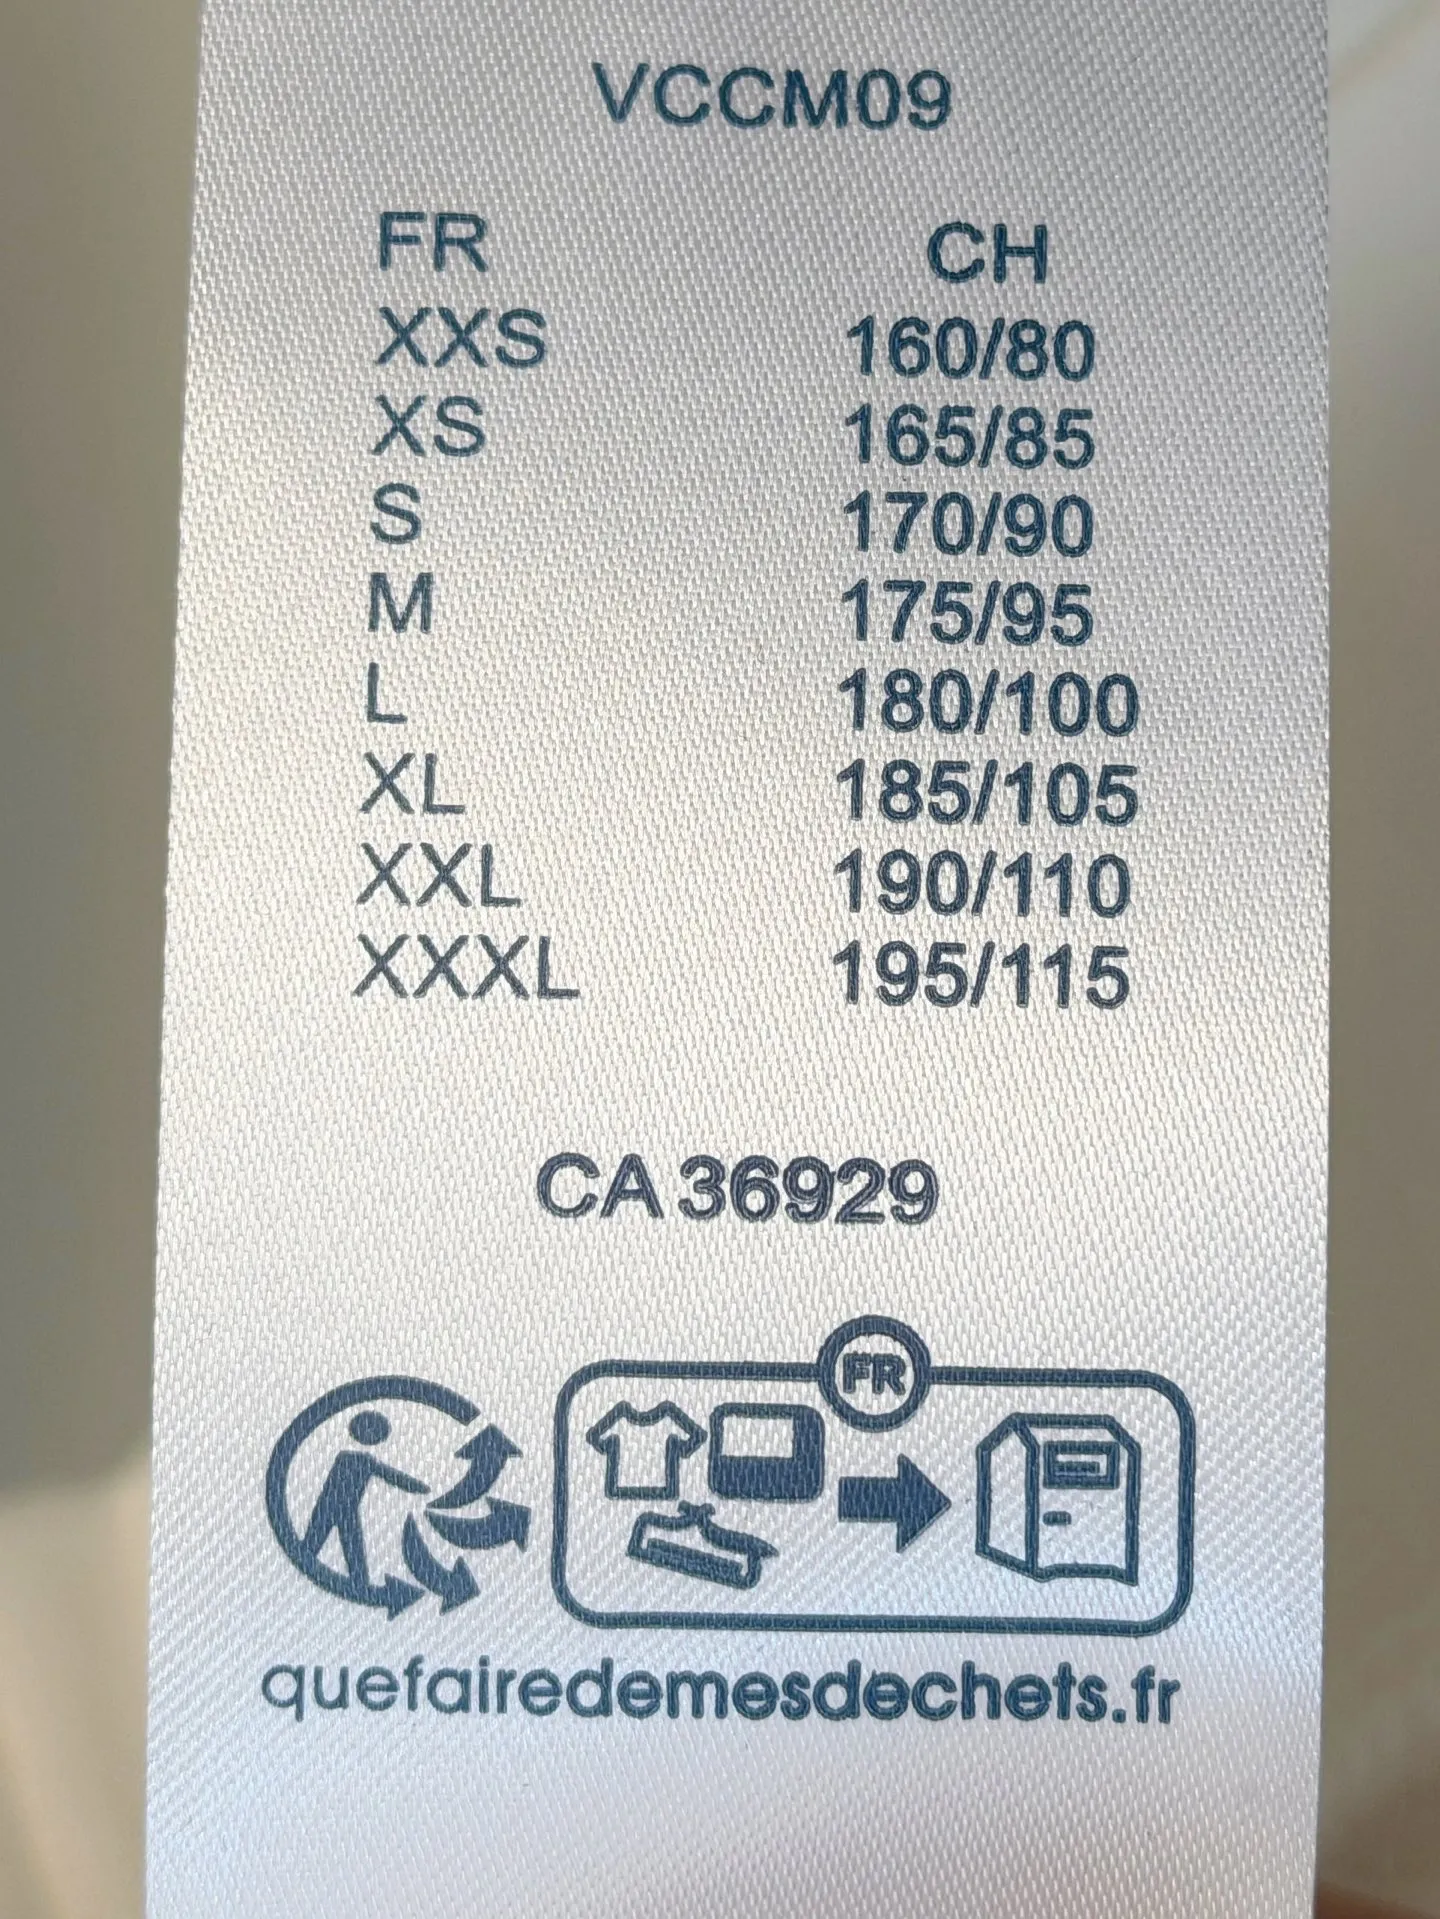 VCCM09
FR CH
XXS 160/80
XS 165/85
S 170/90
M 175/95
L 180/100
XL 185/105
XXL 190/110
XXXL 195/115
CA 36929
FR
quefairedemesdechets.fr